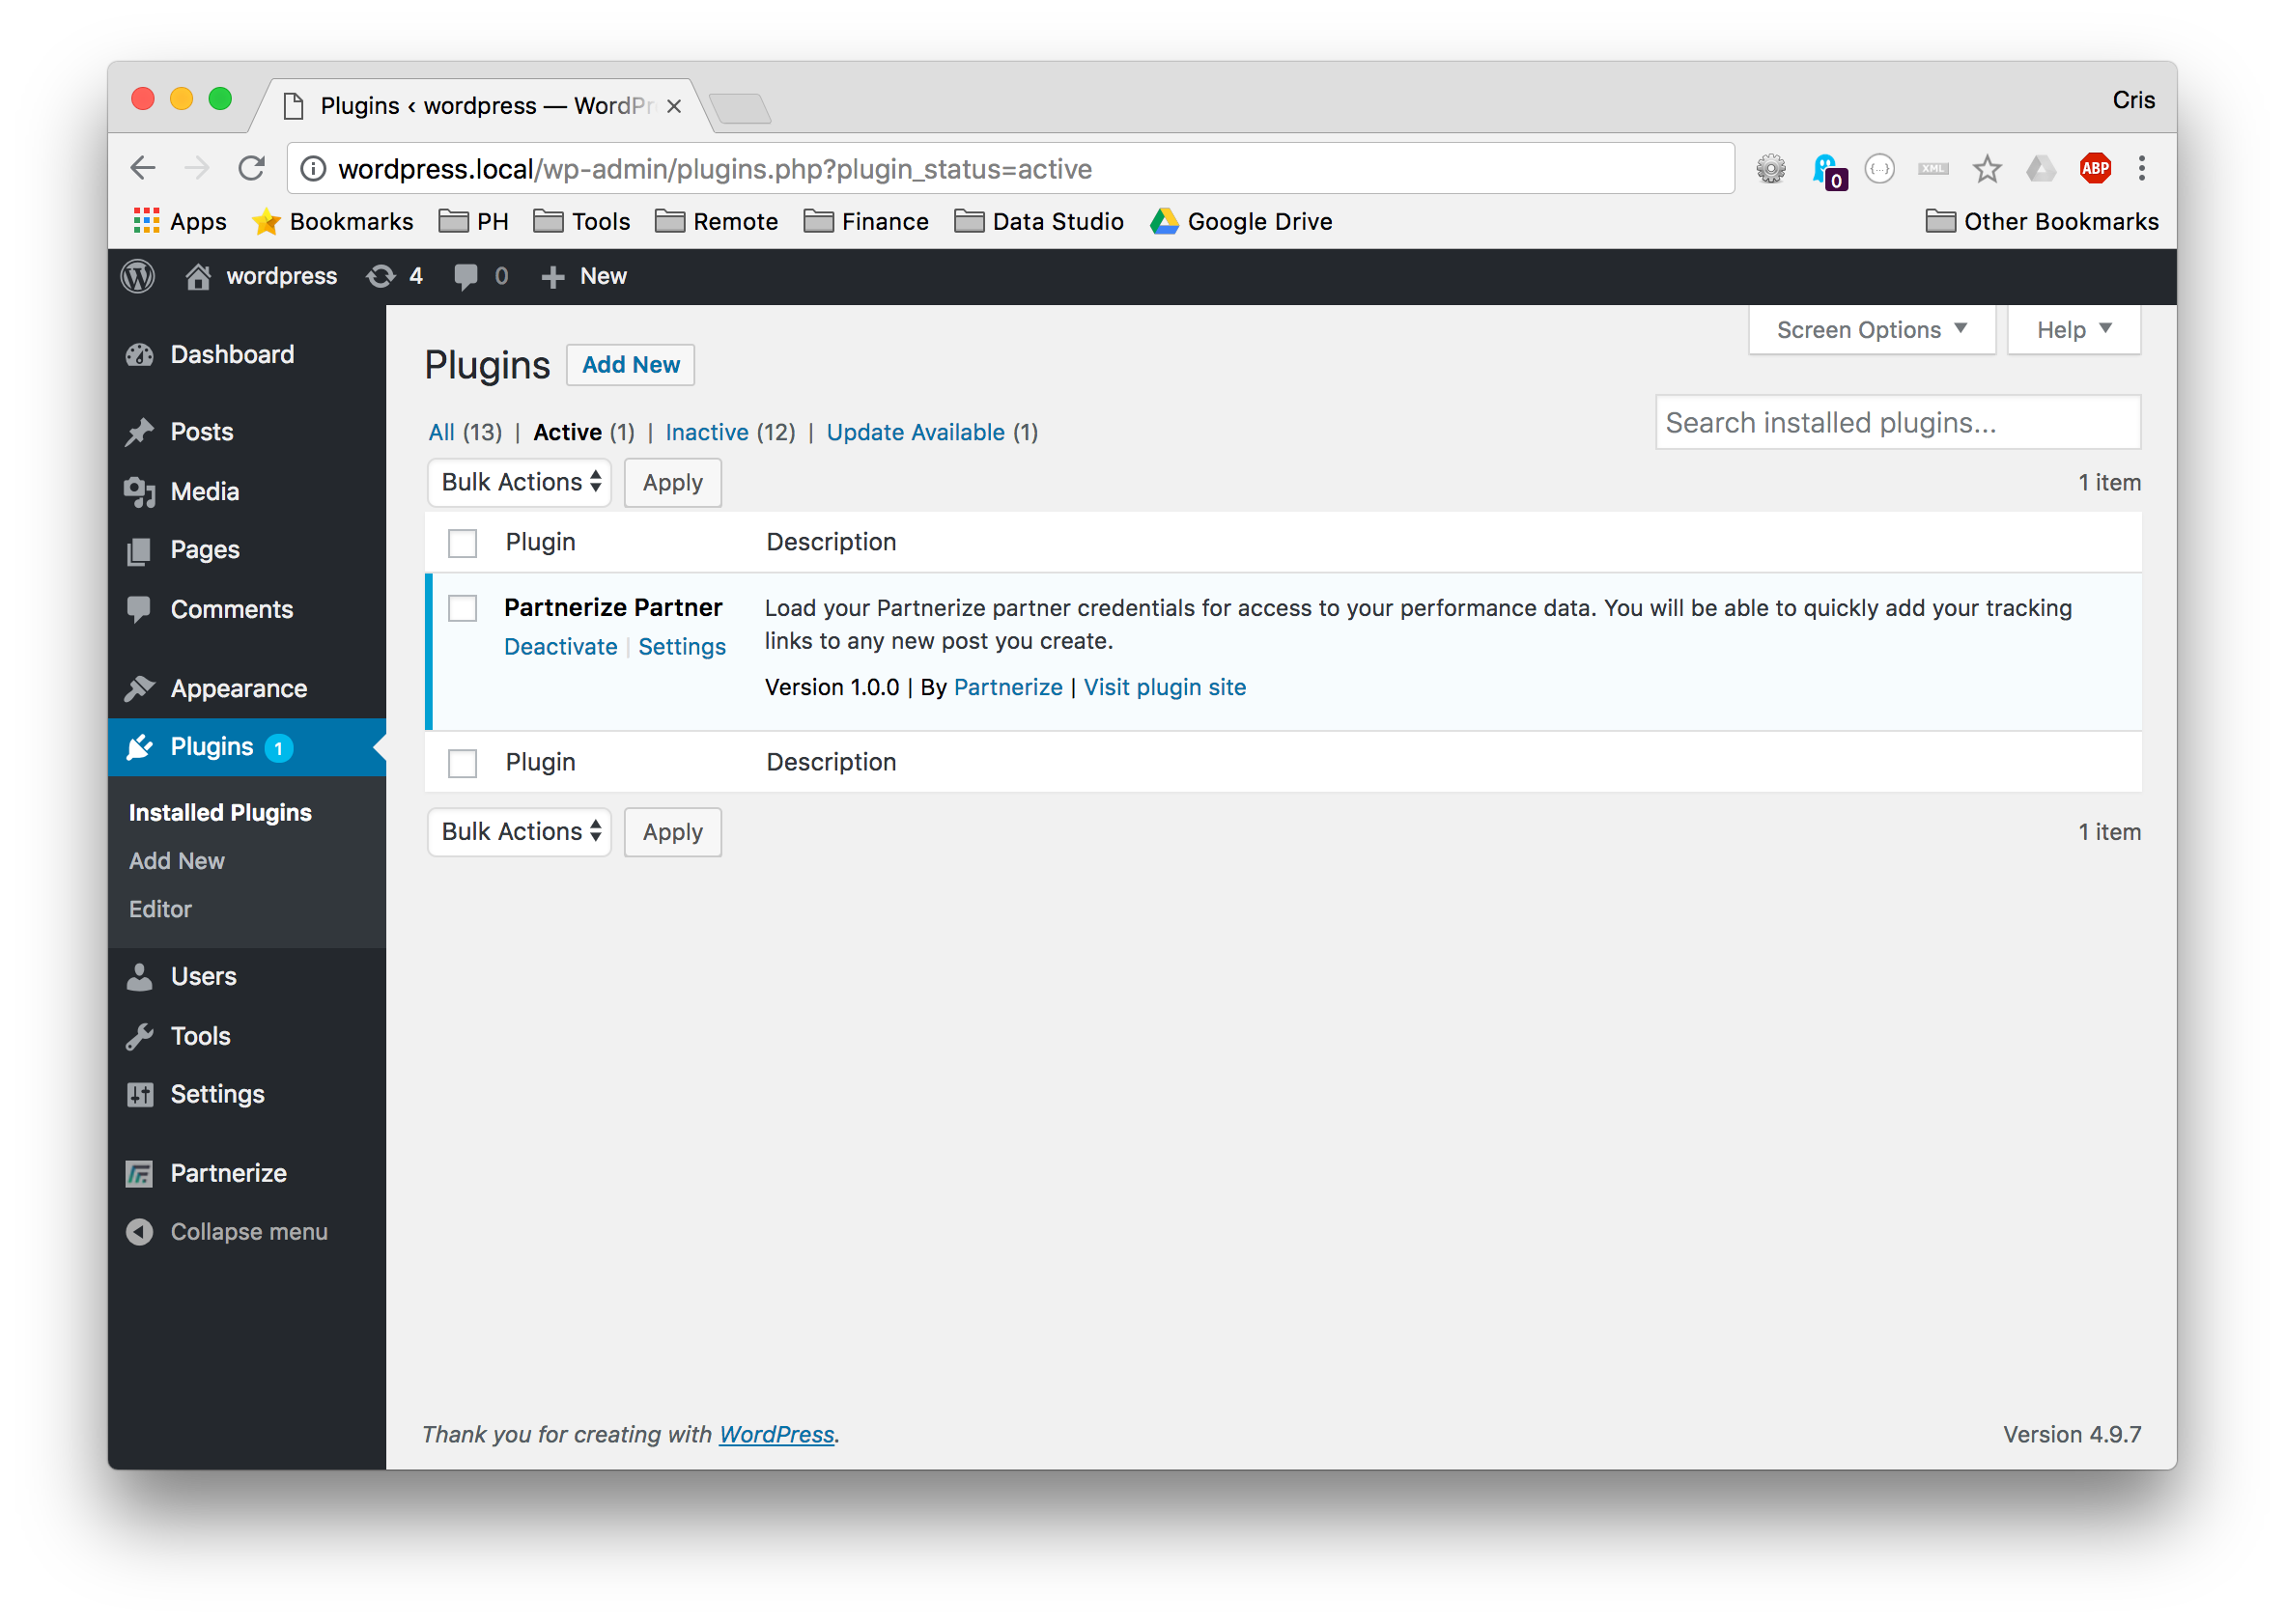 Plugins ‹ wordpress — WordPr
Cris
wordpress.local/wp-admin/plugins.php?plugin_status=active
0
{...}
XML
ABP
Apps Bookmarks PH Tools Remote Finance Data Studio Google Drive Other Bookmarks
wordpress 4 0 New
Screen Options Help
Dashboard
Posts
Media
Pages
Comments
Appearance
Plugins 1
Installed Plugins
Add New
Editor
Users
Tools
Settings
Partnerize
Collapse menu
Plugins Add New
All (13) | Active (1) | Inactive (12) | Update Available (1)
Search installed plugins...
Bulk Actions Apply 1 item
Plugin Description
Partnerize Partner
Deactivate | Settings
Load your Partnerize partner credentials for access to your performance data. You will be able to quickly add your tracking
links to any new post you create.
Version 1.0.0 | By Partnerize | Visit plugin site
Plugin Description
Bulk Actions Apply 1 item
Thank you for creating with WordPress.
Version 4.9.7